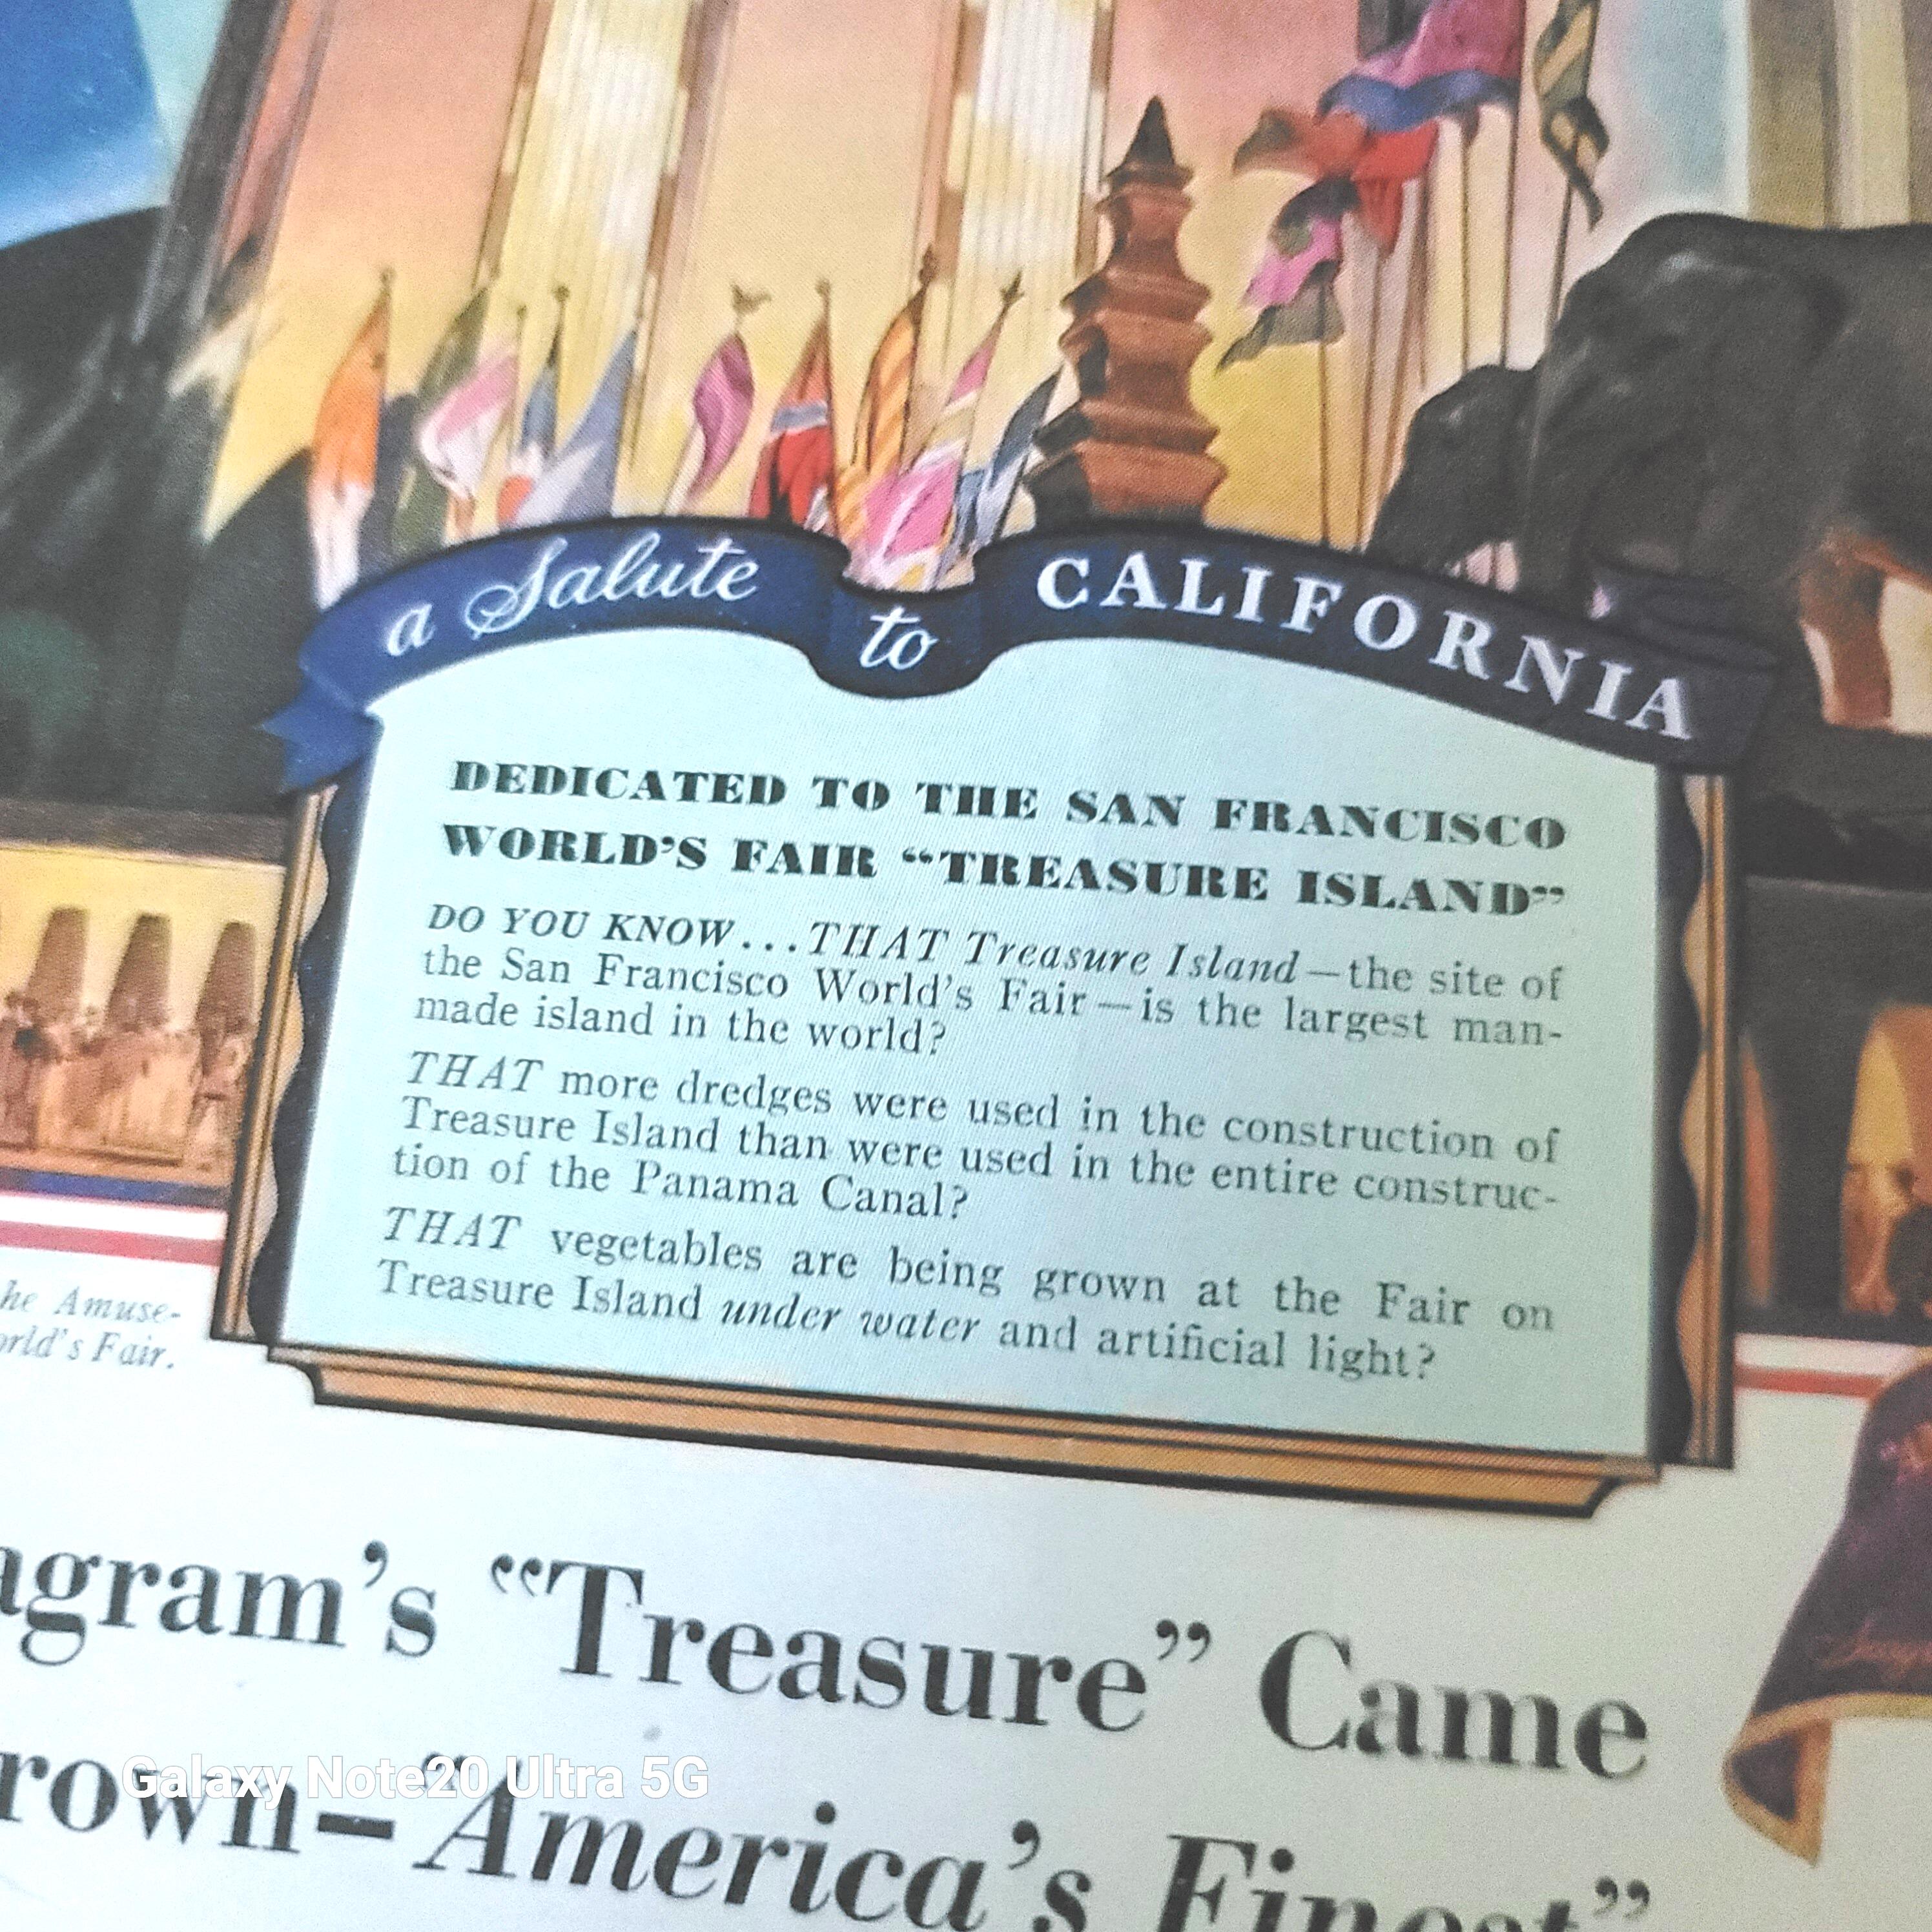 a Salute to CALIFORNIA
DEDICATED TO THE SAN FRANCISCO
WORLD'S FAIR “TREASURE ISLAND”
DO YOU KNOW...THAT Treasure Island—the site of
the San Francisco World's Fair—is the largest man-
made island in the world?
THAT more dredges were used in the construction of
Treasure Island than were used in the entire construc-
tion of the Panama Canal?
THAT vegetables are being grown at the Fair on
Treasure Island under water and artificial light?
he Amuse-
orld's Fair.
agram's “Treasure” Came
rown—“America's Finest”
Galaxy Note20 Ultra 5G